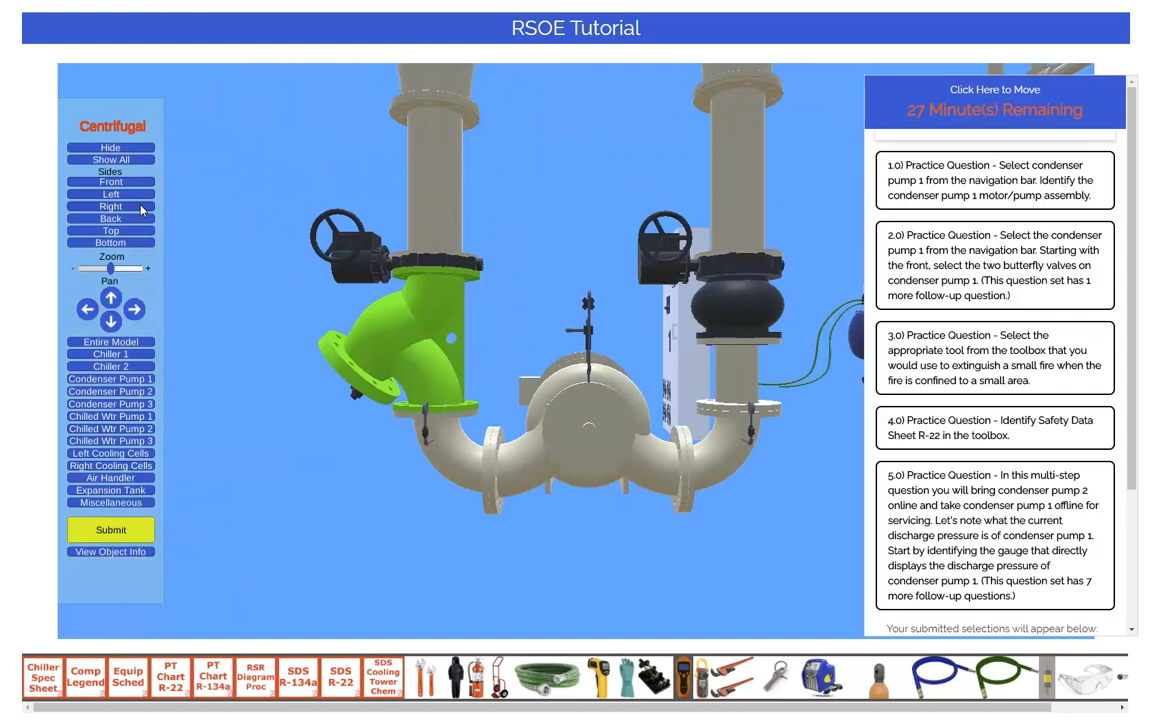 RSOE Tutorial
Centrifugal
Hide
Show All
Sides
Front
Left
Right
Back
Top
Bottom
Zoom
- +
Pan
Entire Model
Chiller 1
Chiller 2
Condenser Pump 1
Condenser Pump 2
Condenser Pump 3
Chilled Wtr Pump 1
Chilled Wtr Pump 2
Chilled Wtr Pump 3
Left Cooling Cells
Right Cooling Cells
Air Handler
Expansion Tank
Miscellaneous
Submit
View Object Info
Click Here to Move
27 Minute(s) Remaining
1.0) Practice Question - Select condenser
pump 1 from the navigation bar. Identify the
condenser pump 1 motor/pump assembly.
2.0) Practice Question - Select the condenser
pump 1 from the navigation bar. Starting with
the front, select the two butterfly valves on
condenser pump 1. (This question set has 1
more follow-up question.)
3.0) Practice Question - Select the
appropriate tool from the toolbox that you
would use to extinguish a small fire when the
fire is confined to a small area.
4.0) Practice Question - Identify Safety Data
Sheet R-22 in the toolbox.
5.0) Practice Question - In this multi-step
question you will bring condenser pump 2
online and take condenser pump 1 offline for
servicing. Let's note what the current
discharge pressure is of condenser pump 1.
Start by identifying the gauge that directly
displays the discharge pressure of
condenser pump 1. (This question set has 7
more follow-up questions.)
Your submitted selections will appear below:
Chiller
Spec
Sheet
Comp
Legend
Equip
Sched
PT
Chart
R-22
PT
Chart
R-134a
RSR
Diagram
Proc
SDS
R-134a
SDS
R-22
SDS
Cooling
Tower
Chem